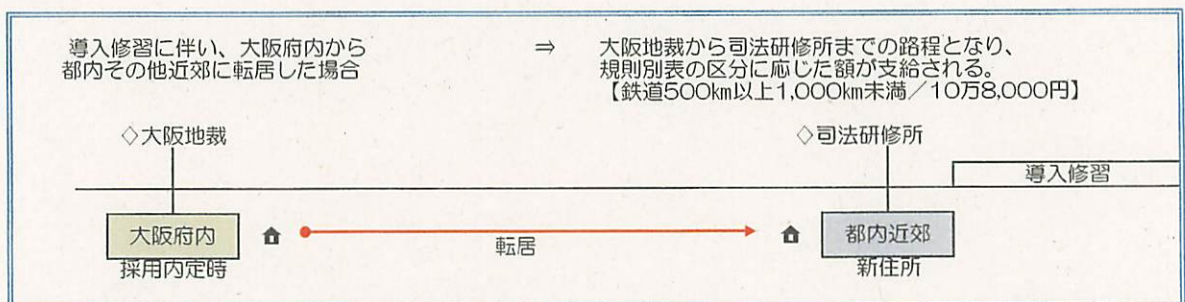 導入修習に伴い、大阪府内から
都内その他近郊に転居した場合
⇒
大阪地裁から司法研修所までの路程となり、
規則別表の区分に応じた額が支給される。
【鉄道500km以上1,000km未満／10万8,000円】
◇大阪地裁
◇司法研修所
導入修習
大阪府内
転居
都内近郊
採用内定時
新住所